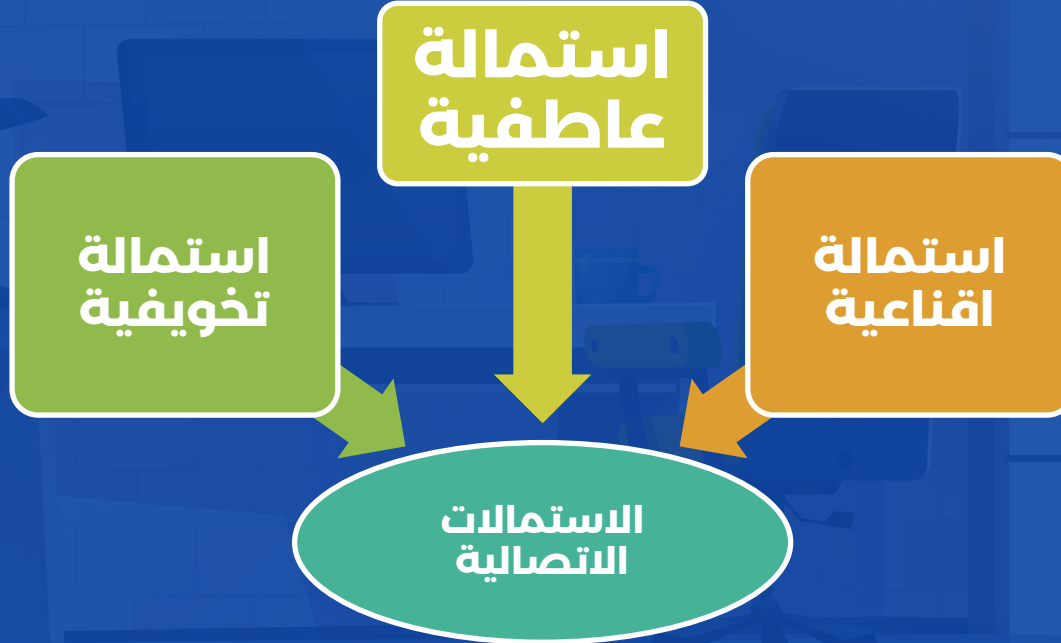 استمالة
عاطفية
استمالة
اقناعية
استمالة
تخويفية
الاستمالات
الاتصالية